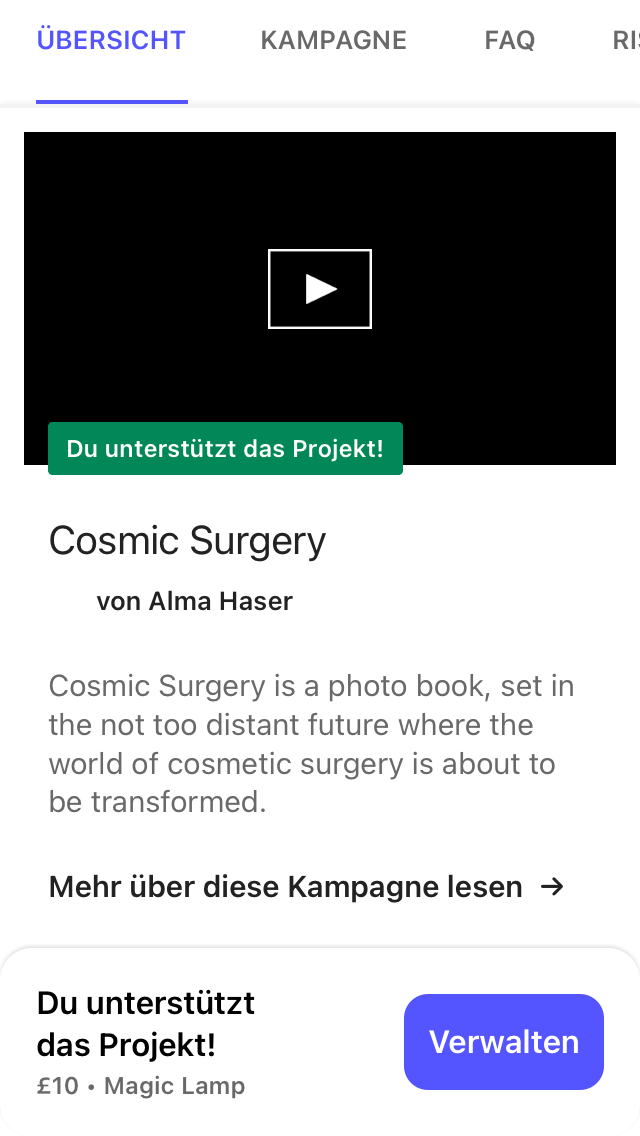 ÜBERSICHT KAMPAGNE FAQ
Du unterstützt das Projekt!
Cosmic Surgery
von Alma Haser
Cosmic Surgery is a photo book, set in
the not too distant future where the
world of cosmetic surgery is about to
be transformed.
Mehr über diese Kampagne lesen →
Du unterstützt
das Projekt!
£10 • Magic Lamp
Verwalten